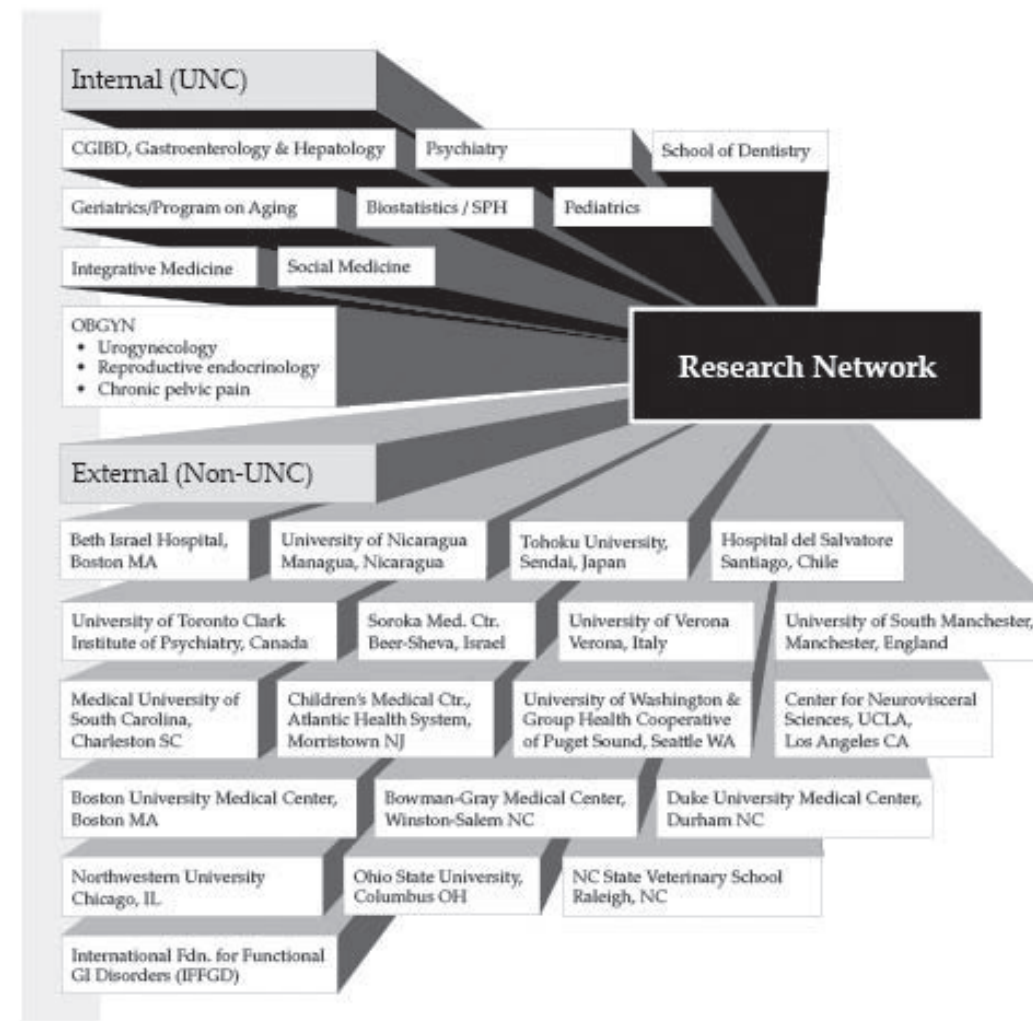 Internal (UNC)
CGIBD, Gastroenterology & Hepatology
Psychiatry
School of Dentistry
Geriatrics/Program on Aging
Biostatistics / SPH
Pediatrics
Integrative Medicine
Social Medicine
OBGYN
• Urogynecology
• Reproductive endocrinology
• Chronic pelvic pain
Research Network
External (Non-UNC)
Beth Israel Hospital,
Boston MA
University of Nicaragua
Managua, Nicaragua
Tohoku University,
Sendai, Japan
Hospital del Salvatore
Santiago, Chile
University of Toronto Clark
Institute of Psychiatry, Canada
Soroka Med. Ctr.
Beer-Sheva, Israel
University of Verona
Verona, Italy
University of South Manchester,
Manchester, England
Medical University of
South Carolina,
Charleston SC
Children's Medical Ctr.,
Atlantic Health System,
Morristown NJ
University of Washington &
Group Health Cooperative
of Puget Sound, Seattle WA
Center for Neurovisceral
Sciences, UCLA,
Los Angeles CA
Boston University Medical Center,
Boston MA
Bowman-Gray Medical Center,
Winston-Salem NC
Duke University Medical Center,
Durham NC
Northwestern University
Chicago, IL
Ohio State University,
Columbus OH
NC State Veterinary School
Raleigh, NC
International Fdn. for Functional
GI Disorders (IFFGD)